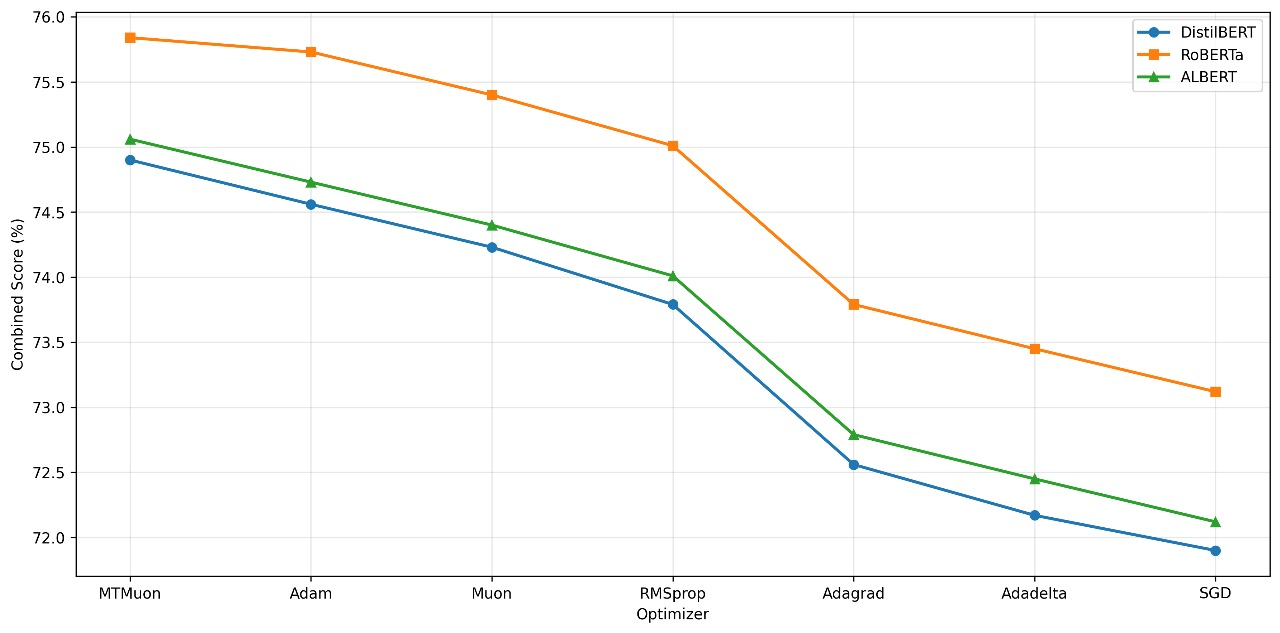 76.0
75.5
75.0
74.5
74.0
73.5
73.0
72.5
72.0
Combined Score (%)
DistilBERT
RoBERTa
ALBERT
MTMuon Adam Muon RMSprop Adagrad Adadelta SGD
Optimizer